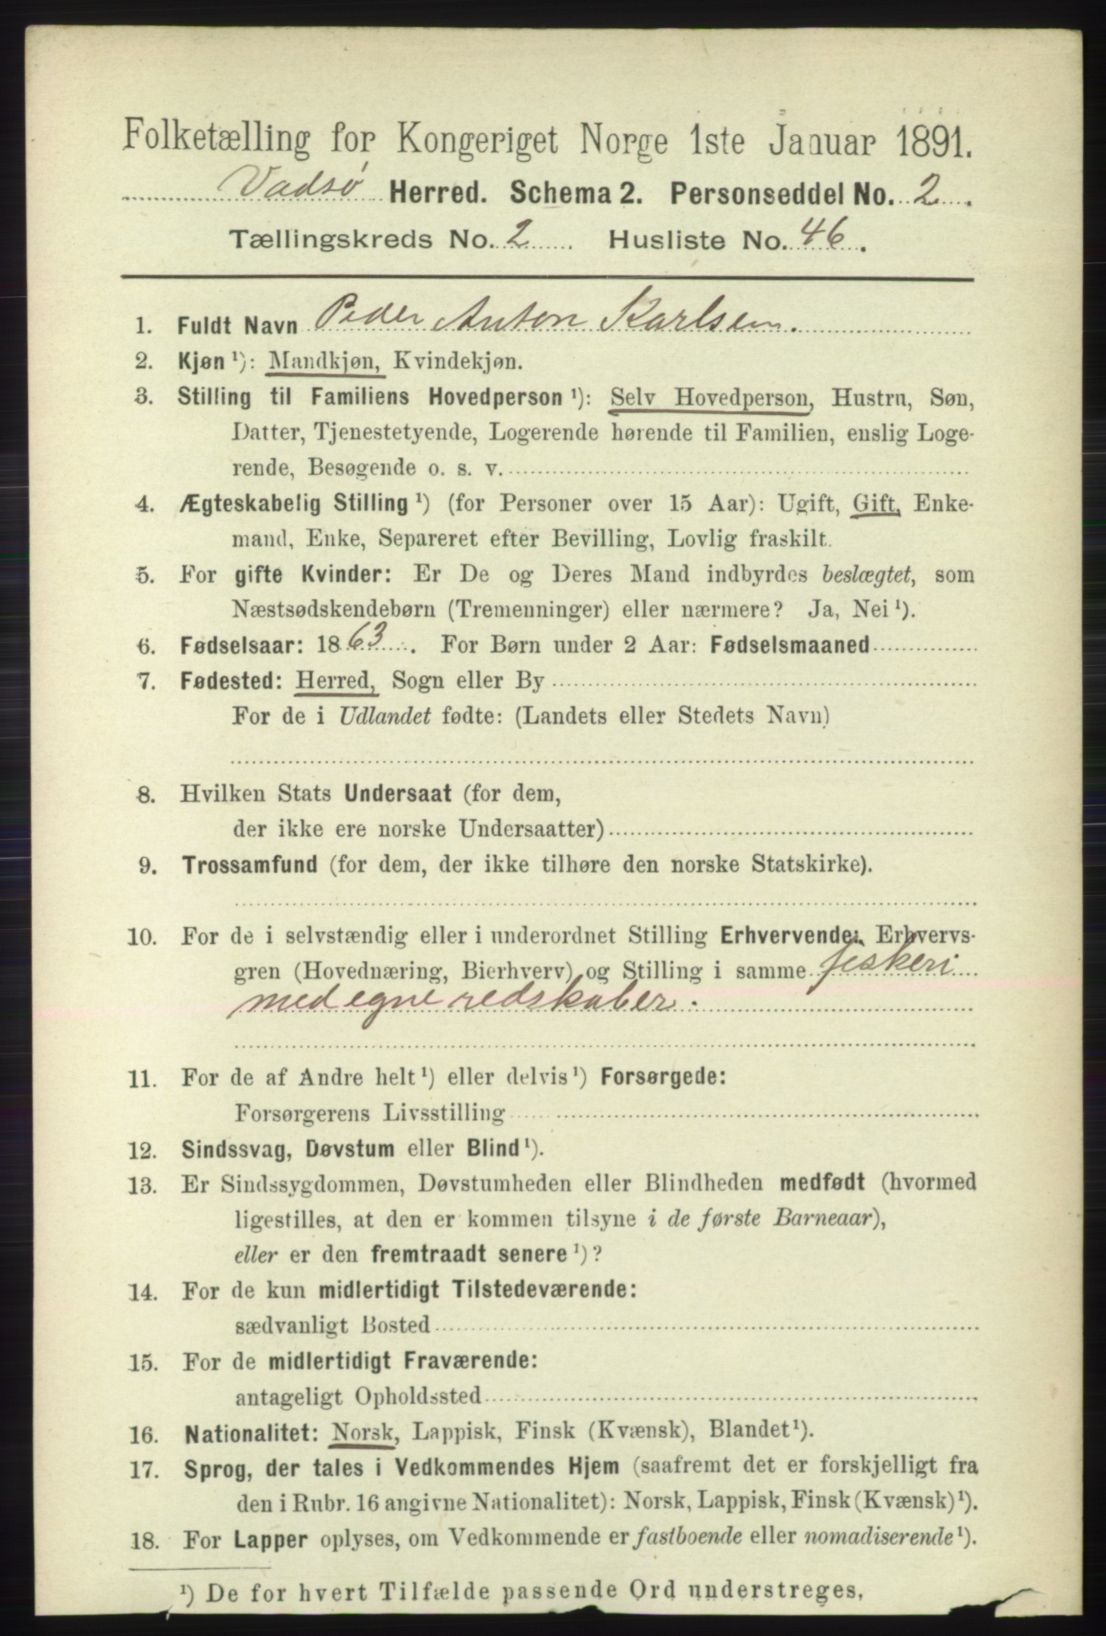 Folketælling for Kongeriget Norge 1ste Januar 1891.
Vadsø Herred. Schema 2. Personseddel No. 2.
Tællingskreds No. 2 Husliste No. 46.
1. Fuldt Navn Peder Anton Karlsen.
2. Kjøn ¹): Mandkjøn, Kvindekjøn.
3. Stilling til Familiens Hovedperson ¹): Selv Hovedperson, Hustru, Søn,
Datter, Tjenestetyende, Logerende hørende til Familien, enslig Loge-
rende, Besøgende o. s. v.
4. Ægteskabelig Stilling ¹) (for Personer over 15 Aar): Ugift, Gift, Enke-
mand, Enke, Separeret efter Bevilling, Lovlig fraskilt.
5. For gifte Kvinder: Er De og Deres Mand indbyrdes beslægtet, som
Næstsødskendebørn (Tremenninger) eller nærmere? Ja, Nei ¹).
6. Fødselsaar: 1863. For Børn under 2 Aar: Fødselsmaaned
7. Fødested: Herred, Sogn eller By
For de i Udlandet fødte: (Landets eller Stedets Navn)
8. Hvilken Stats Undersaat (for dem,
der ikke ere norske Undersaatter)
9. Trossamfund (for dem, der ikke tilhøre den norske Statskirke).
10. For de i selvstændig eller i underordnet Stilling Erhvervende: Erhvervs-
gren (Hovednæring, Bierhverv) og Stilling i samme fiskeri
med egne redskaber.
11. For de af Andre helt ¹) eller delvis ¹) Forsørgede:
Forsørgerens Livsstilling
12. Sindssvag, Døvstum eller Blind ¹).
13. Er Sindssygdommen, Døvstumheden eller Blindheden medfødt (hvormed
ligestilles, at den er kommen tilsyne i de første Barneaar),
eller er den fremtraadt senere ¹)?
14. For de kun midlertidigt Tilstedeværende:
sædvanligt Bosted
15. For de midlertidigt Fraværende:
antageligt Opholdssted
16. Nationalitet: Norsk, Lappisk, Finsk (Kvænsk), Blandet ¹).
17. Sprog, der tales i Vedkommendes Hjem (saafremt det er forskjelligt fra
den i Rubr. 16 angivne Nationalitet): Norsk, Lappisk, Finsk (Kvænsk) ¹).
18. For Lapper oplyses, om Vedkommende er fastboende eller nomadiserende ¹).
¹) De for hvert Tilfælde passende Ord understreges.